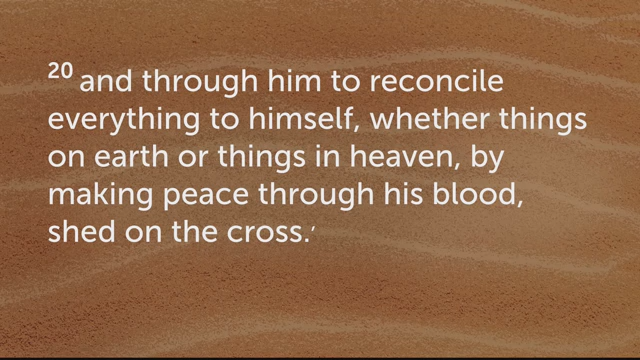 20 and through him to reconcile
everything to himself, whether things
on earth or things in heaven, by
making peace through his blood,
shed on the cross.′